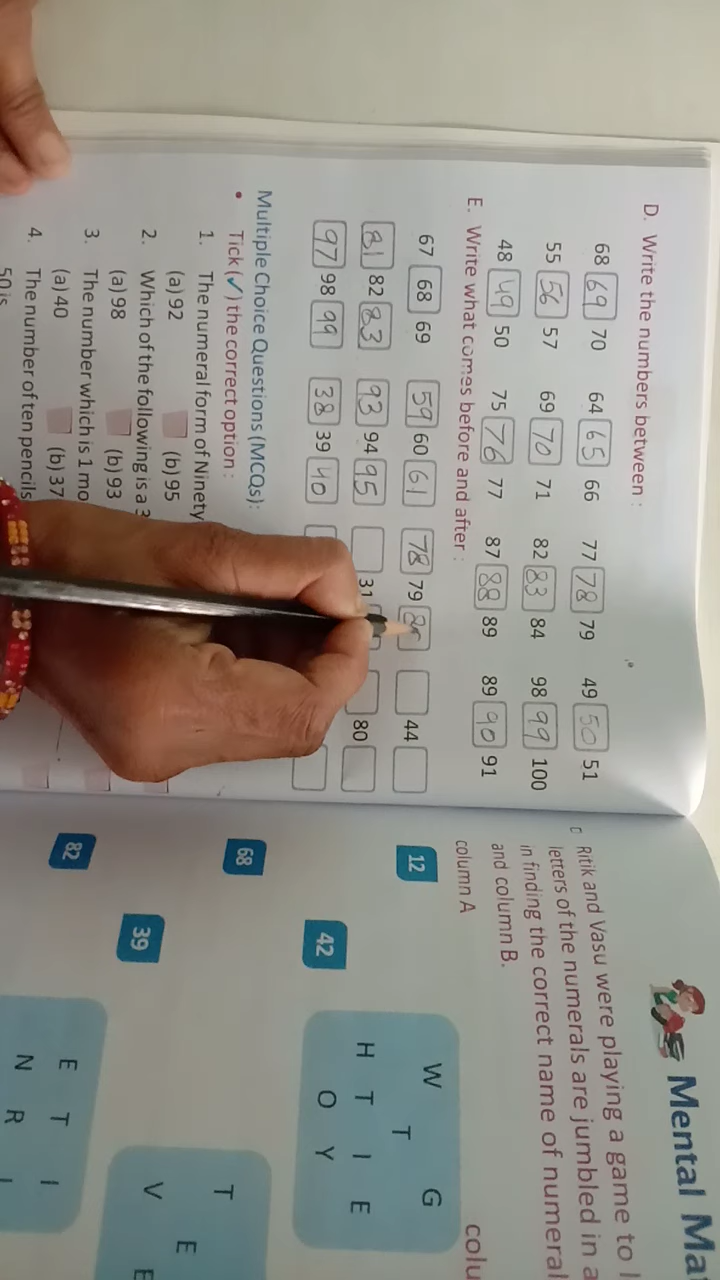 D. Write the numbers between :
68 69 70 64 65 66 77 78 79 49 50 51
55 56 57 69 70 71 82 83 84 98 99 100
48 49 50 75 76 77 87 88 89 89 90 91
E. Write what comes before and after :
67 68 69 59 60 61 78 79 44
81 82 83 93 94 95 31 80
97 98 99 38 39 40
Multiple Choice Questions (MCQs):
• Tick (✓) the correct option :
1. The numeral form of Ninety
(a) 92 (b) 95
2. Which of the following is a
(a) 98 (b) 93
3. The number which is 1 mo
(a) 40 (b) 37
4. The number of ten pencils
50 is
Mental Ma
Ritik and Vasu were playing a game to
letters of the numerals are jumbled in a
in finding the correct name of numeral
and column B.
column A colu
12
68
82
42
39
W G
T
H T I E
O Y
T
E
V E
E T I
N R I